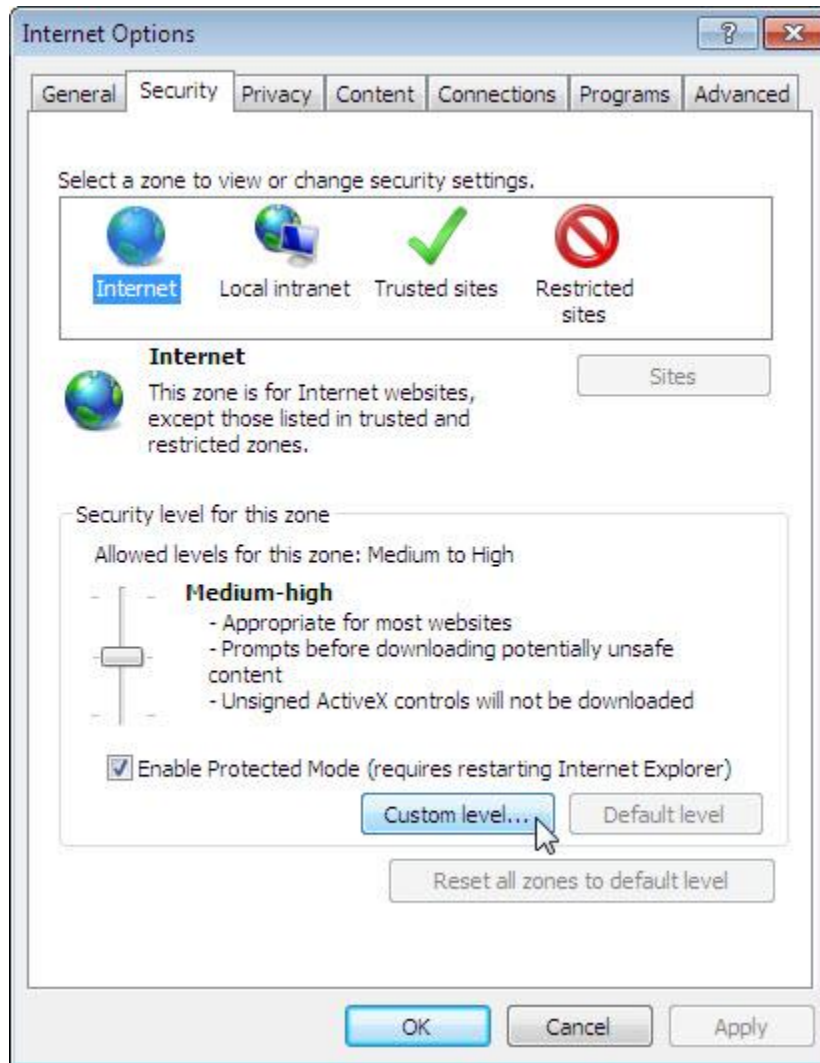 Internet Options
General Security Privacy Content Connections Programs Advanced
Select a zone to view or change security settings.
Internet Local intranet Trusted sites Restricted
sites
Internet
Sites
This zone is for Internet websites,
except those listed in trusted and
restricted zones.
Security level for this zone
Allowed levels for this zone: Medium to High
Medium-high
- Appropriate for most websites
- Prompts before downloading potentially unsafe
content
- Unsigned ActiveX controls will not be downloaded
Enable Protected Mode (requires restarting Internet Explorer)
Custom level... Default level
Reset all zones to default level
OK Cancel Apply